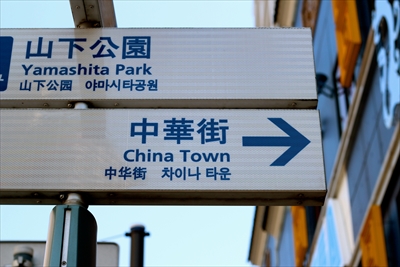 山下公園
Yamashita Park
山下公园 야마시타공원
中華街
China Town
中华街 차이나 타운